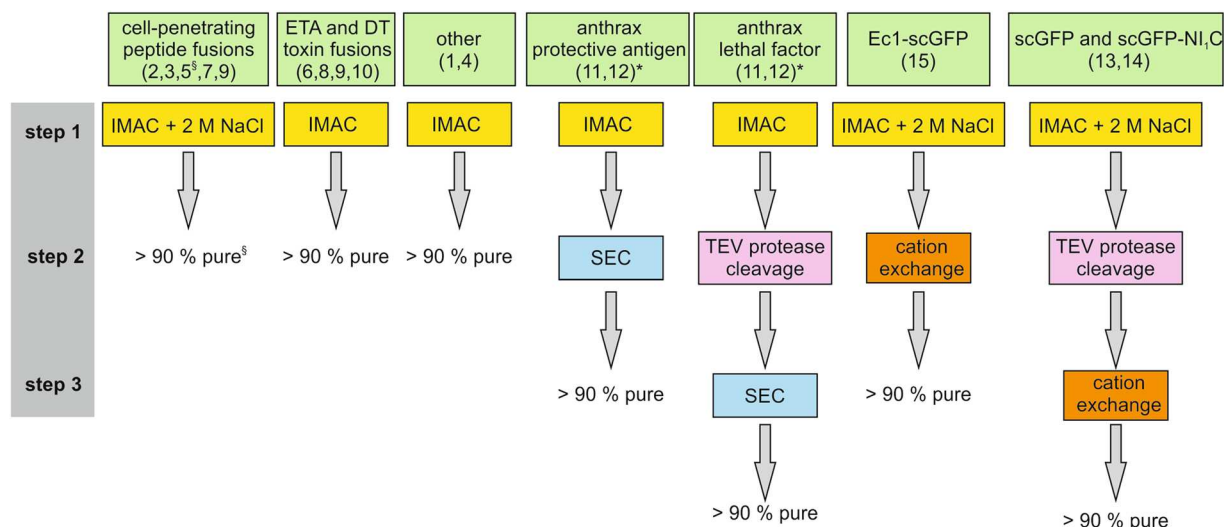 cell-penetrating
peptide fusions
(2,3,5§,7,9)
ETA and DT
toxin fusions
(6,8,9,10)
other
(1,4)
anthrax
protective antigen
(11,12)*
anthrax
lethal factor
(11,12)*
Ec1-scGFP
(15)
scGFP and scGFP-NI₁C
(13,14)
step 1
IMAC + 2 M NaCl
IMAC
IMAC
IMAC
IMAC
IMAC + 2 M NaCl
IMAC + 2 M NaCl
step 2
> 90 % pure§
> 90 % pure
> 90 % pure
SEC
TEV protease
cleavage
cation
exchange
TEV protease
cleavage
step 3
> 90 % pure
SEC
> 90 % pure
cation
exchange
> 90 % pure
> 90 % pure